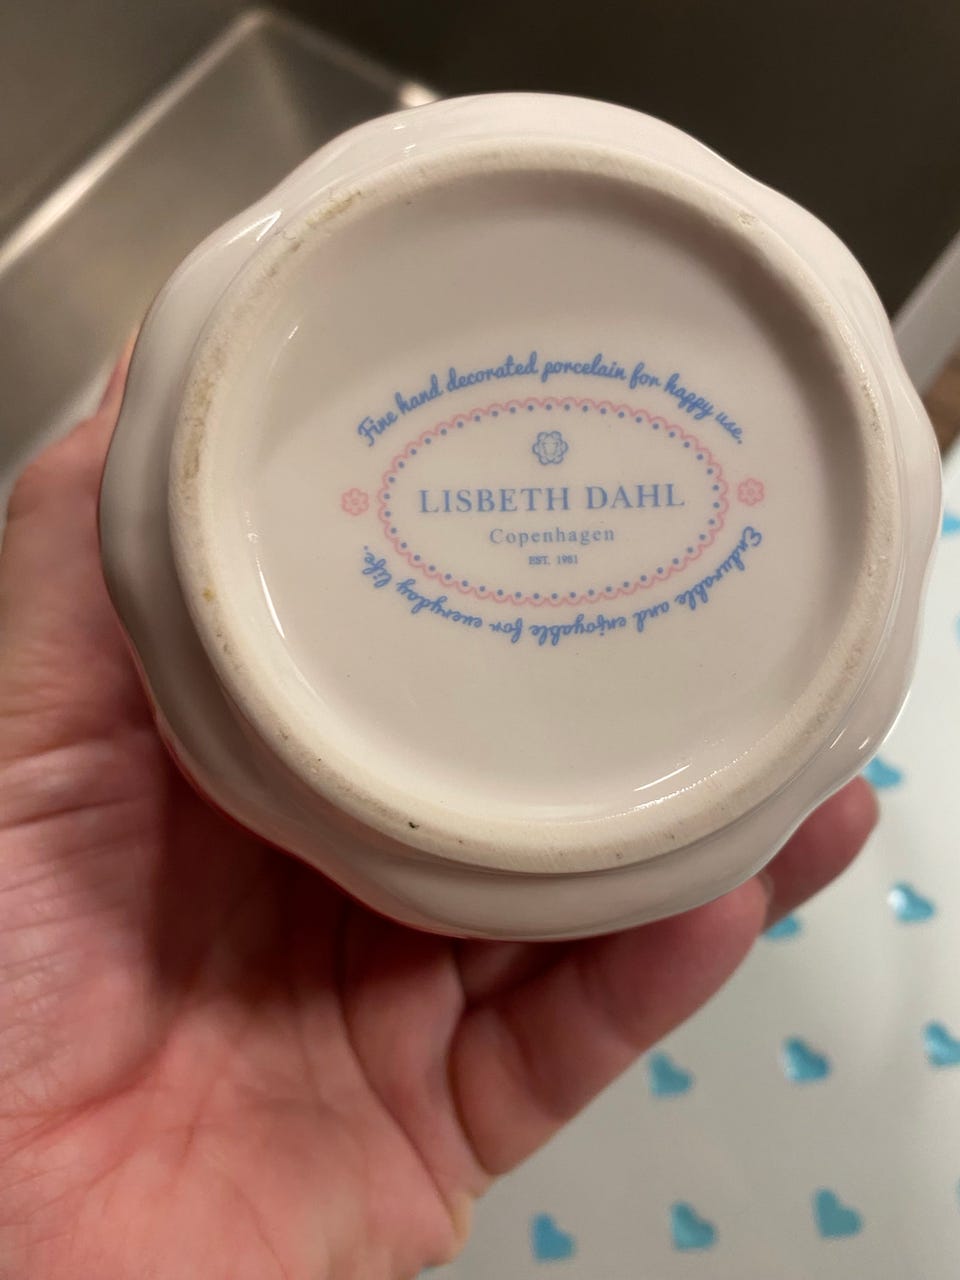 Fine hand decorated porcelain for happy use.
LISBETH DAHL
Copenhagen
EST. 1981
Endurable and enjoyable for everyday life.